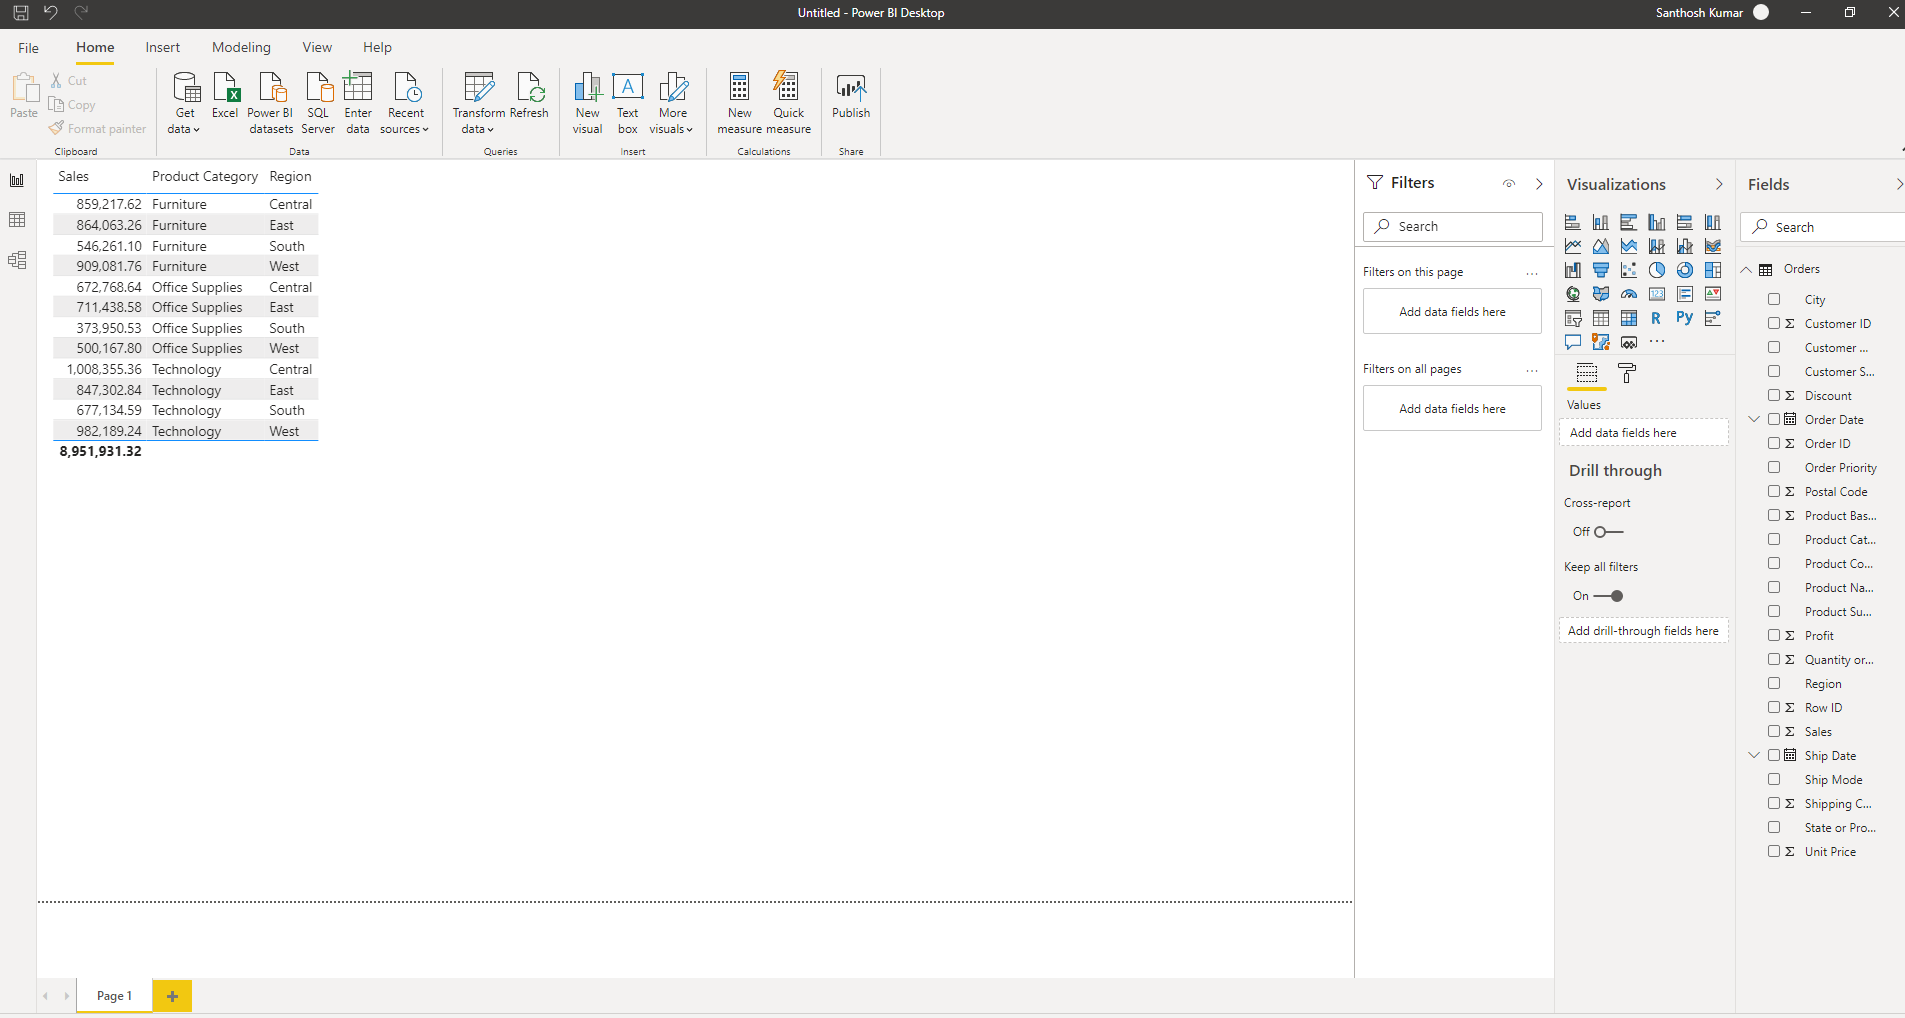 Untitled - Power BI Desktop
Santhosh Kumar
File Home Insert Modeling View Help
Paste
Cut
Copy
Format painter
Clipboard
Get data
Excel
Power BI datasets
SQL Server
Enter data
Recent sources
Data
Transform data
Refresh
Queries
New visual
A
Text box
More visuals
Insert
New measure
Quick measure
Calculations
Publish
Share
Sales Product Category Region
859,217.62 Furniture Central
864,063.26 Furniture East
546,261.10 Furniture South
909,081.76 Furniture West
672,768.64 Office Supplies Central
711,438.58 Office Supplies East
373,950.53 Office Supplies South
500,167.80 Office Supplies West
1,008,355.36 Technology Central
847,302.84 Technology East
677,134.59 Technology South
982,189.24 Technology West
8,951,931.32
Filters
Search
Filters on this page ...
Add data fields here
Filters on all pages ...
Add data fields here
Visualizations
123
R Py
...
Values
Add data fields here
Drill through
Cross-report
Off
Keep all filters
On
Add drill-through fields here
Fields
Search
Orders
City
Σ Customer ID
Customer ...
Customer S...
Σ Discount
Order Date
Σ Order ID
Order Priority
Σ Postal Code
Σ Product Bas...
Product Cat...
Product Co...
Product Na...
Product Su...
Σ Profit
Σ Quantity or...
Region
Σ Row ID
Σ Sales
Ship Date
Ship Mode
Σ Shipping C...
State or Pro...
Σ Unit Price
Page 1
+